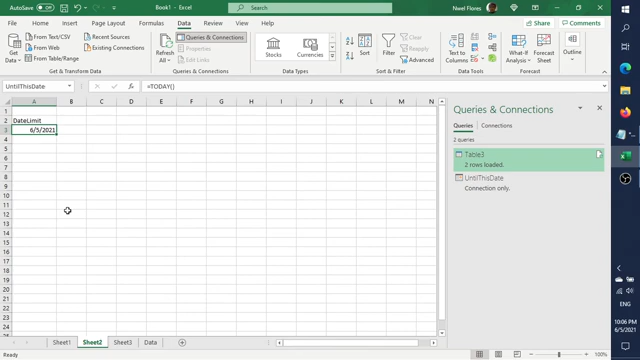 AutoSave Off
Book1 - Excel
Search
Niwel Flores
File Home Insert Draw Page Layout Formulas Data Review View Help
Share Comments
Get Data
From Text/CSV
From Web
From Table/Range
Recent Sources
Existing Connections
Get & Transform Data
Refresh All
Queries & Connections
Properties
Edit Links
Queries & Connections
Stocks
Currencies
Data Types
Sort
Filter
Clear
Reapply
Advanced
Sort & Filter
Text to Columns
Data Tools
What-If Analysis
Forecast Sheet
Forecast
Outline
UntilThisDate
fx
=TODAY()
A B C D E F G H I J K L M N
1
2 DateLimit
3 6/5/2021
4
5
6
7
8
9
10
11
12
13
14
15
16
17
18
19
20
21
22
23
24
Sheet1 Sheet2 Sheet3 Data
Queries & Connections
Queries Connections
2 queries
Table3
2 rows loaded.
UntilThisDate
Connection only.
100%
ENG
10:06 PM
6/5/2021